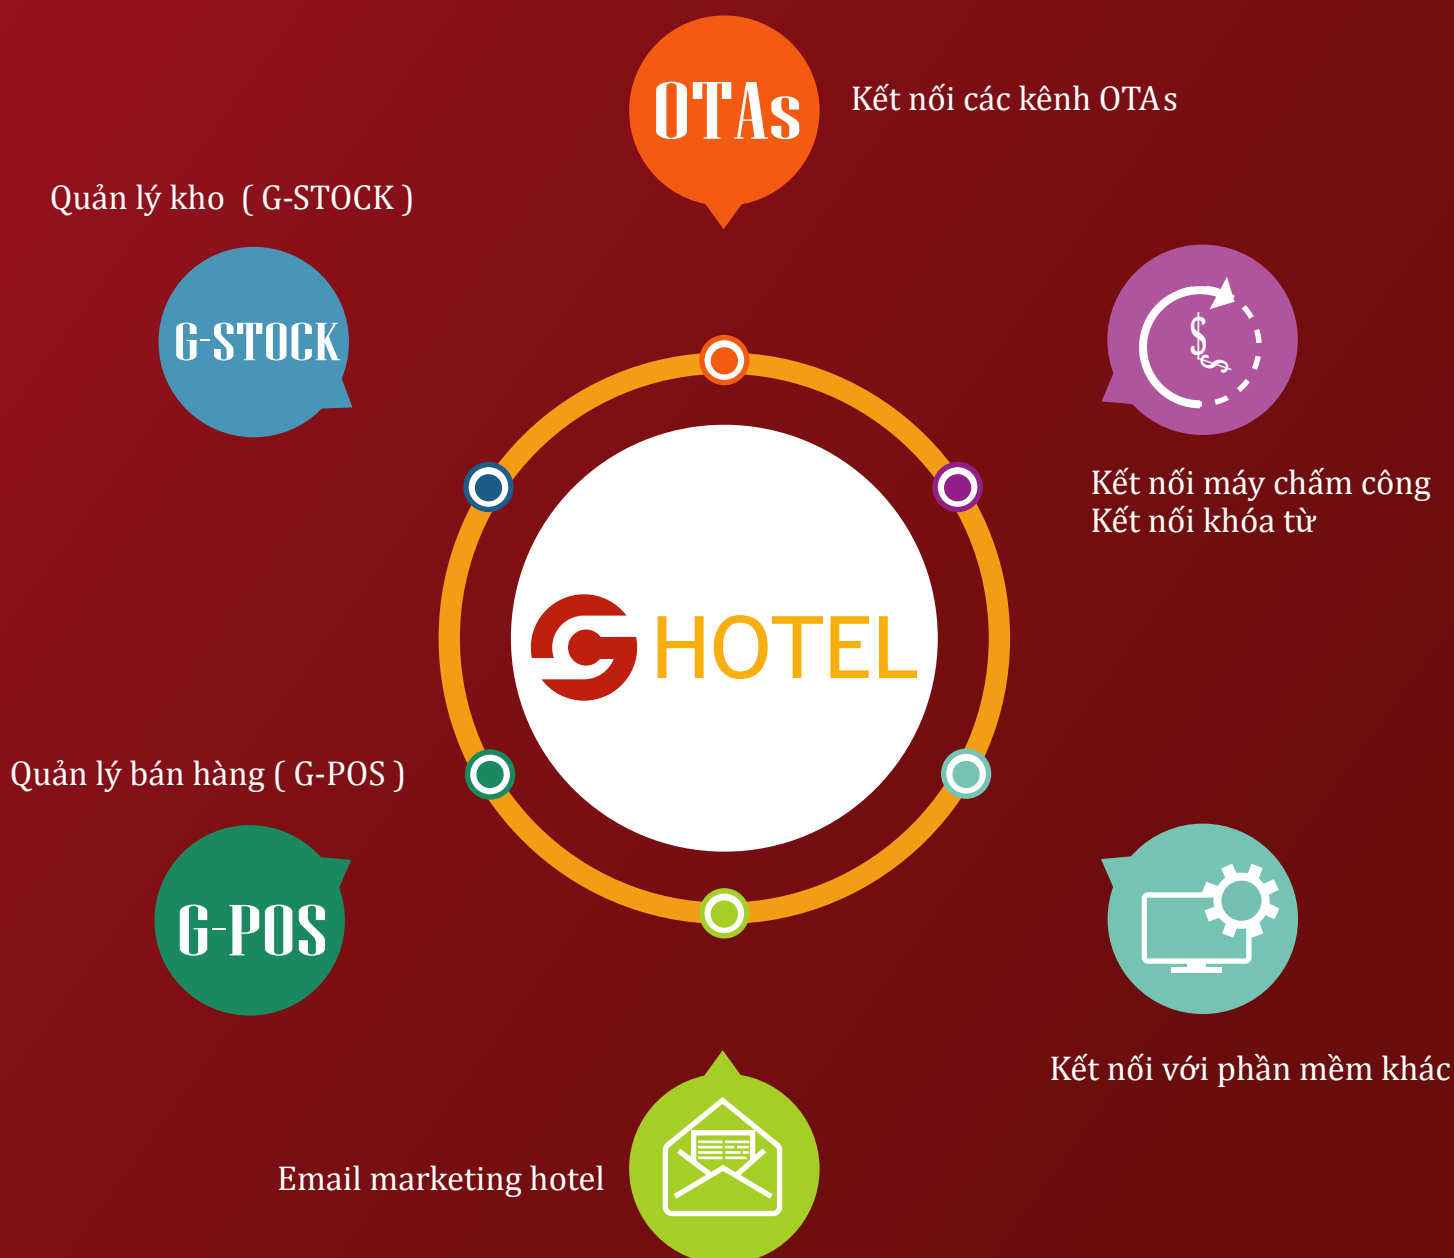 OTAs
Kết nối các kênh OTAs
Quản lý kho ( G-STOCK )
G-STOCK
$
$
Kết nối máy chấm công
Kết nối khóa từ
G HOTEL
Quản lý bán hàng ( G-POS )
G-POS
Kết nối với phần mềm khác
Email marketing hotel